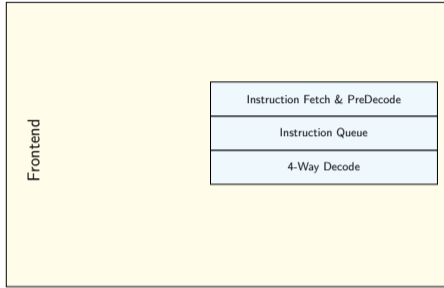 Frontend
Instruction Fetch & PreDecode
Instruction Queue
4-Way Decode